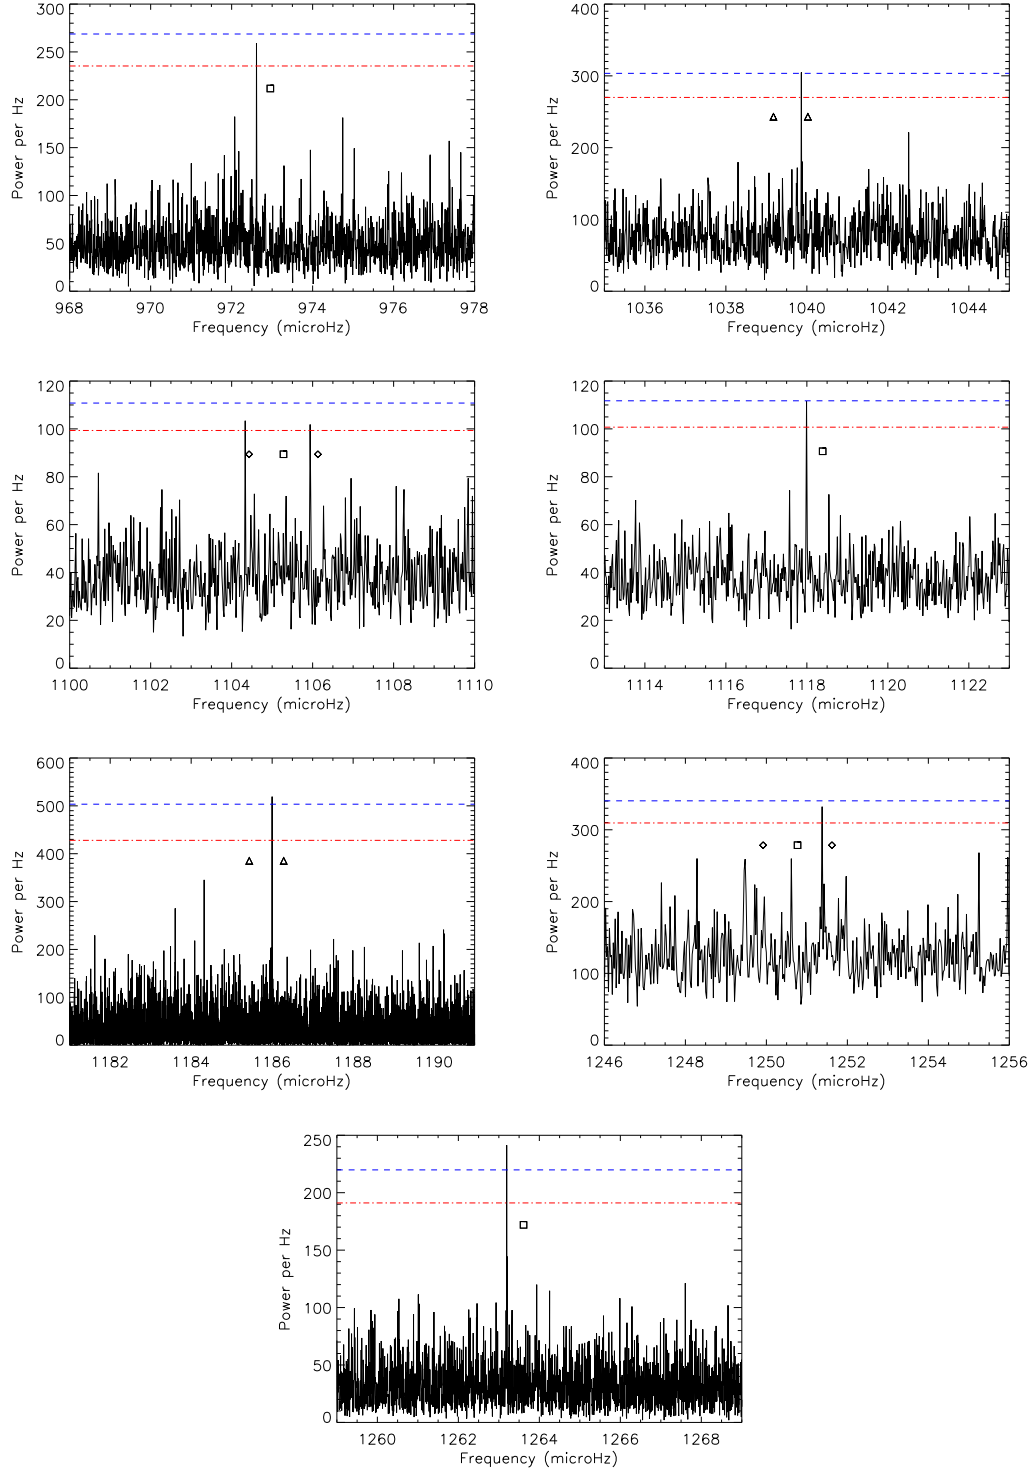 300
250
200
150
100
50
0
Power per Hz
968 970 972 974 976 978
Frequency (microHz)
400
300
200
100
0
Power per Hz
1036 1038 1040 1042 1044
Frequency (microHz)
120
100
80
60
40
20
0
Power per Hz
1100 1102 1104 1106 1108 1110
Frequency (microHz)
120
100
80
60
40
20
0
Power per Hz
1114 1116 1118 1120 1122
Frequency (microHz)
600
500
400
300
200
100
0
Power per Hz
1182 1184 1186 1188 1190
Frequency (microHz)
400
300
200
100
0
Power per Hz
1246 1248 1250 1252 1254 1256
Frequency (microHz)
250
200
150
100
50
0
Power per Hz
1260 1262 1264 1266 1268
Frequency (microHz)